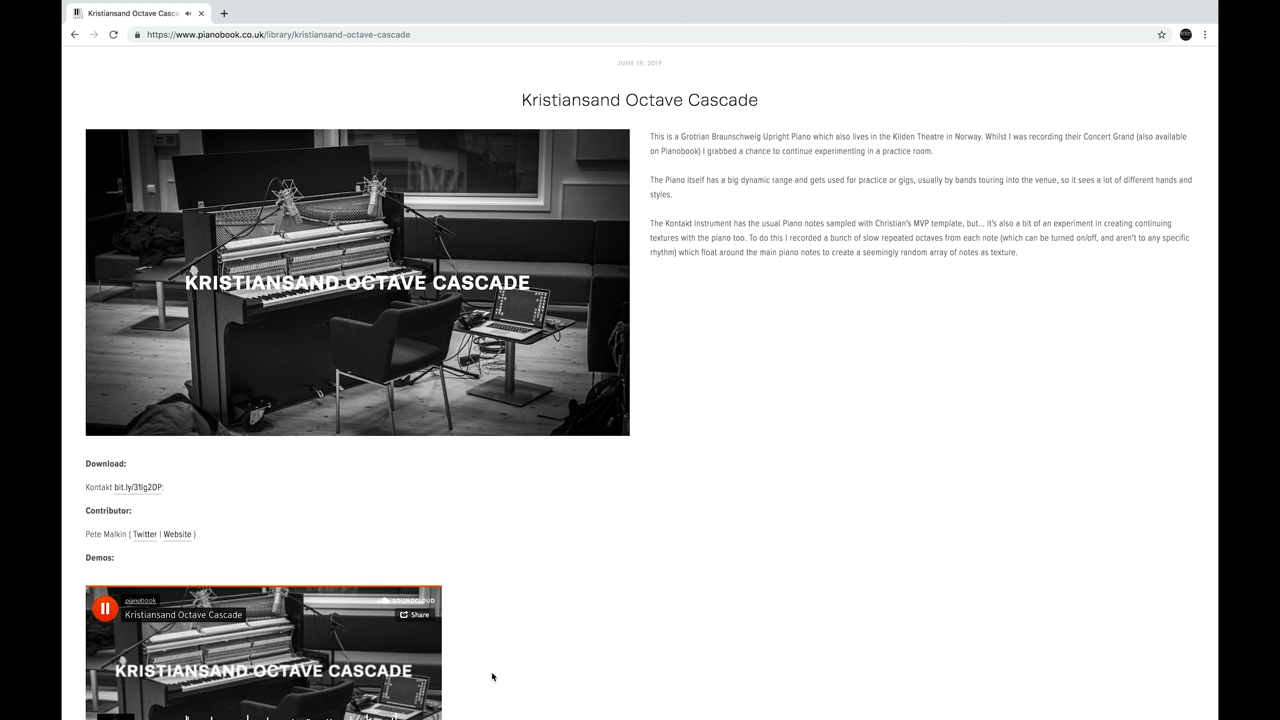 Kristiansand Octave Casca
https://www.pianobook.co.uk/library/kristiansand-octave-cascade
JUNE 19, 2019
Kristiansand Octave Cascade
KRISTIANSAND OCTAVE CASCADE
This is a Grotrian Braunschweig Upright Piano which also lives in the Kilden Theatre in Norway. Whilst I was recording their Concert Grand (also available
on Pianobook) I grabbed a chance to continue experimenting in a practice room.
The Piano itself has a big dynamic range and gets used for practice or gigs, usually by bands touring into the venue, so it sees a lot of different hands and
styles.
The Kontakt instrument has the usual Piano notes sampled with Christian's MVP template, but... it's also a bit of an experiment in creating continuing
textures with the piano too. To do this I recorded a bunch of slow repeated octaves from each note (which can be turned on/off, and aren't to any specific
rhythm) which float around the main piano notes to create a seemingly random array of notes as texture.
Download:
Kontakt bit.ly/31lg2DP:
Contributor:
Pete Malkin ( Twitter | Website )
Demos:
pianobook
SOUNDCLOUD
Kristiansand Octave Cascade
Share
KRISTIANSAND OCTAVE CASCADE